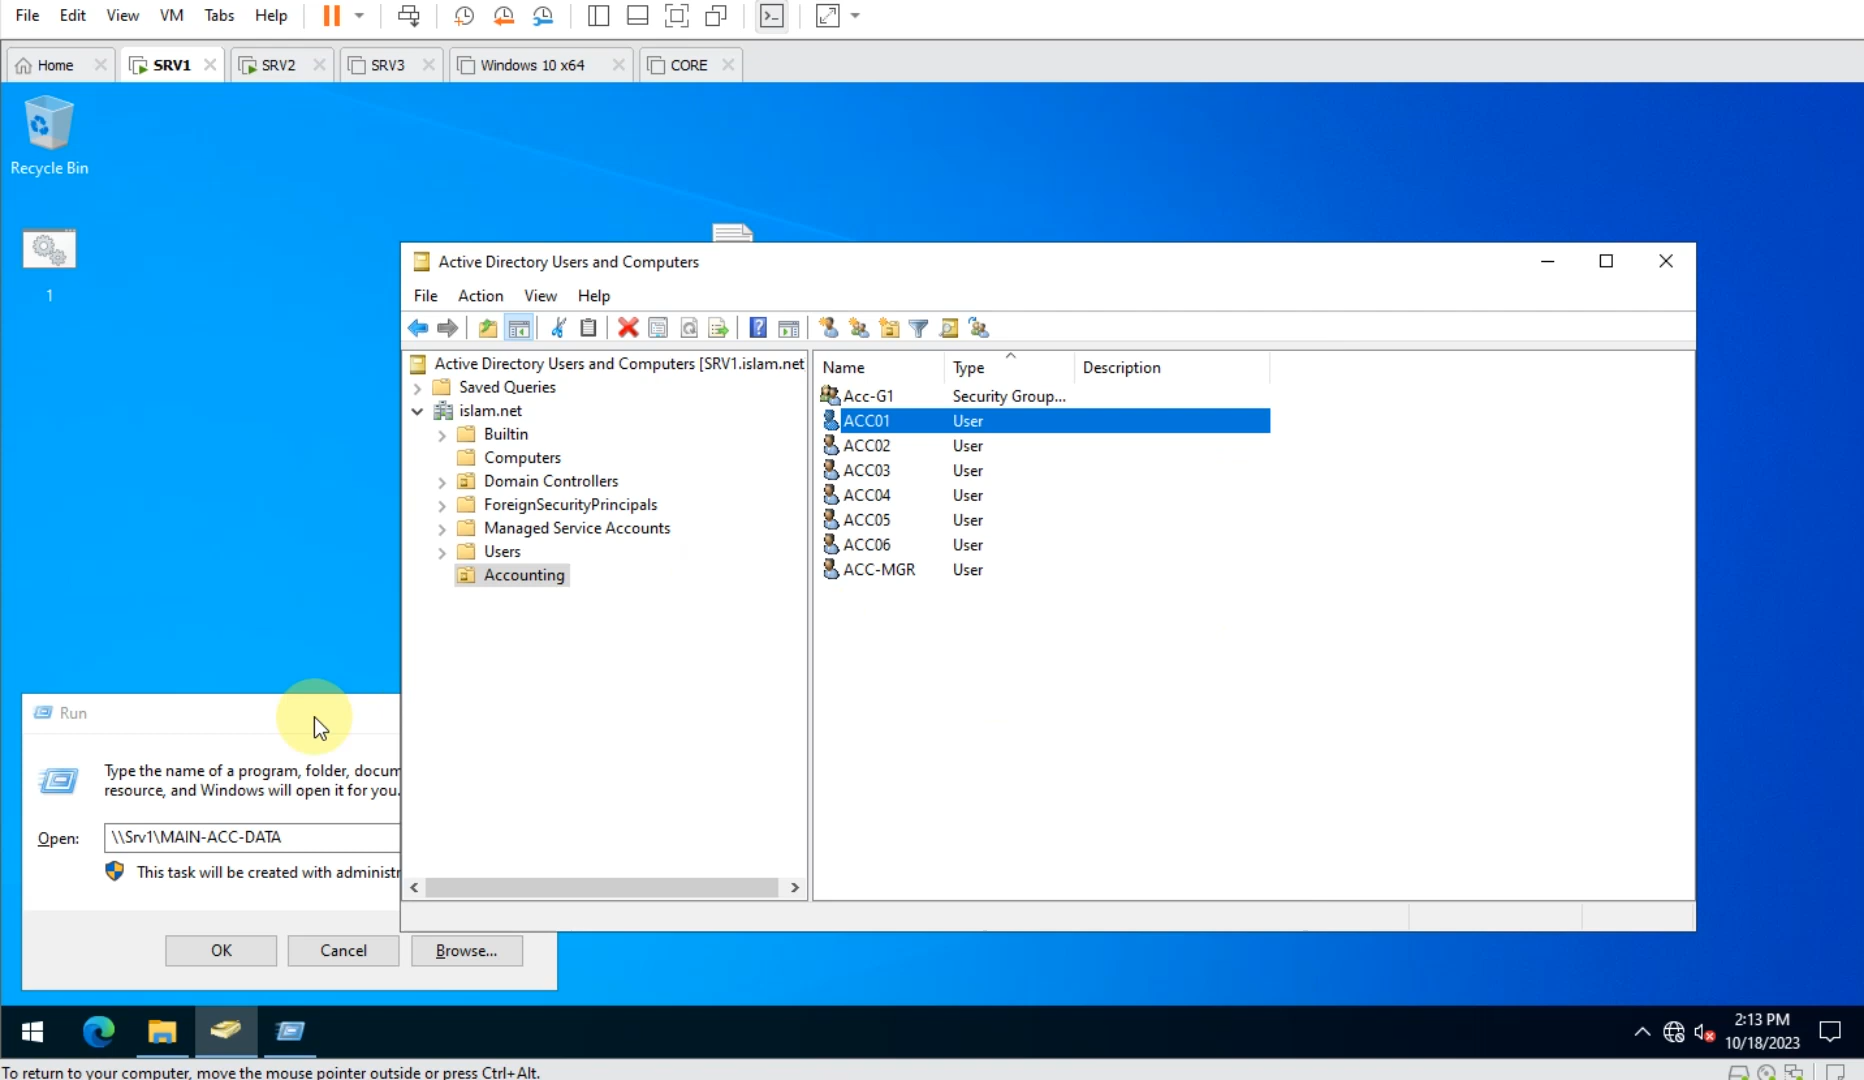 File Edit View VM Tabs Help
Home SRV1 SRV2 SRV3 Windows 10 x64 CORE
Recycle Bin
1
Active Directory Users and Computers
File Action View Help
Active Directory Users and Computers [SRV1.islam.net
Saved Queries
islam.net
Builtin
Computers
Domain Controllers
ForeignSecurityPrincipals
Managed Service Accounts
Users
Accounting
Name Type Description
Acc-G1 Security Group...
ACC01 User
ACC02 User
ACC03 User
ACC04 User
ACC05 User
ACC06 User
ACC-MGR User
Run
Type the name of a program, folder, docum
resource, and Windows will open it for you.
Open: \\Srv1\MAIN-ACC-DATA
This task will be created with administr
OK Cancel Browse...
2:13 PM
10/18/2023
To return to your computer, move the mouse pointer outside or press Ctrl+Alt.